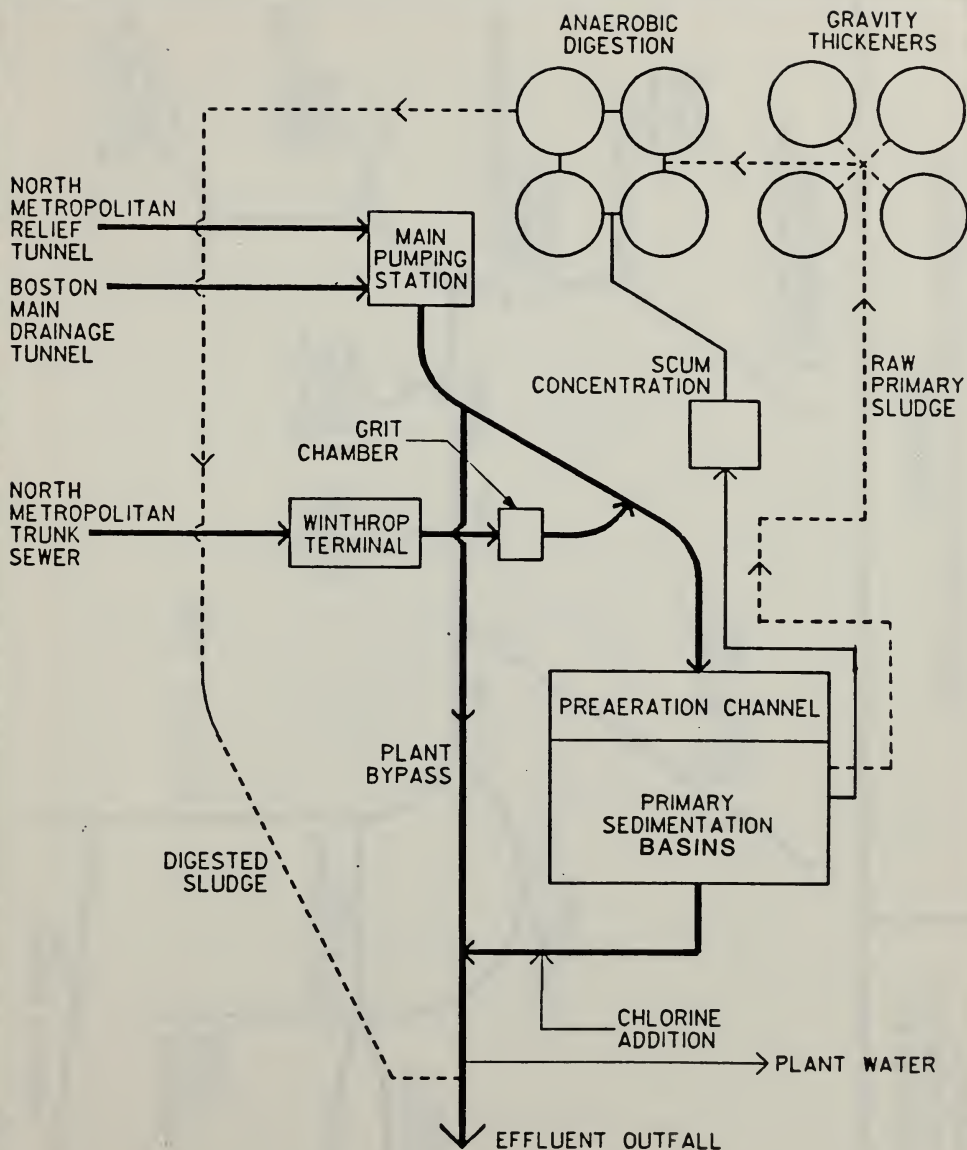 ANAEROBIC
DIGESTION
GRAVITY
THICKENERS
NORTH
METROPOLITAN
RELIEF
TUNNEL
MAIN
PUMPING
STATION
BOSTON
MAIN
DRAINAGE
TUNNEL
SCUM
CONCENTRATION
RAW
PRIMARY
SLUDGE
GRIT
CHAMBER
NORTH
METROPOLITAN
TRUNK
SEWER
WINTHROP
TERMINAL
PREAERATION CHANNEL
PLANT
BYPASS
PRIMARY
SEDIMENTATION
BASINS
DIGESTED
SLUDGE
CHLORINE
ADDITION
PLANT WATER
EFFLUENT OUTFALL